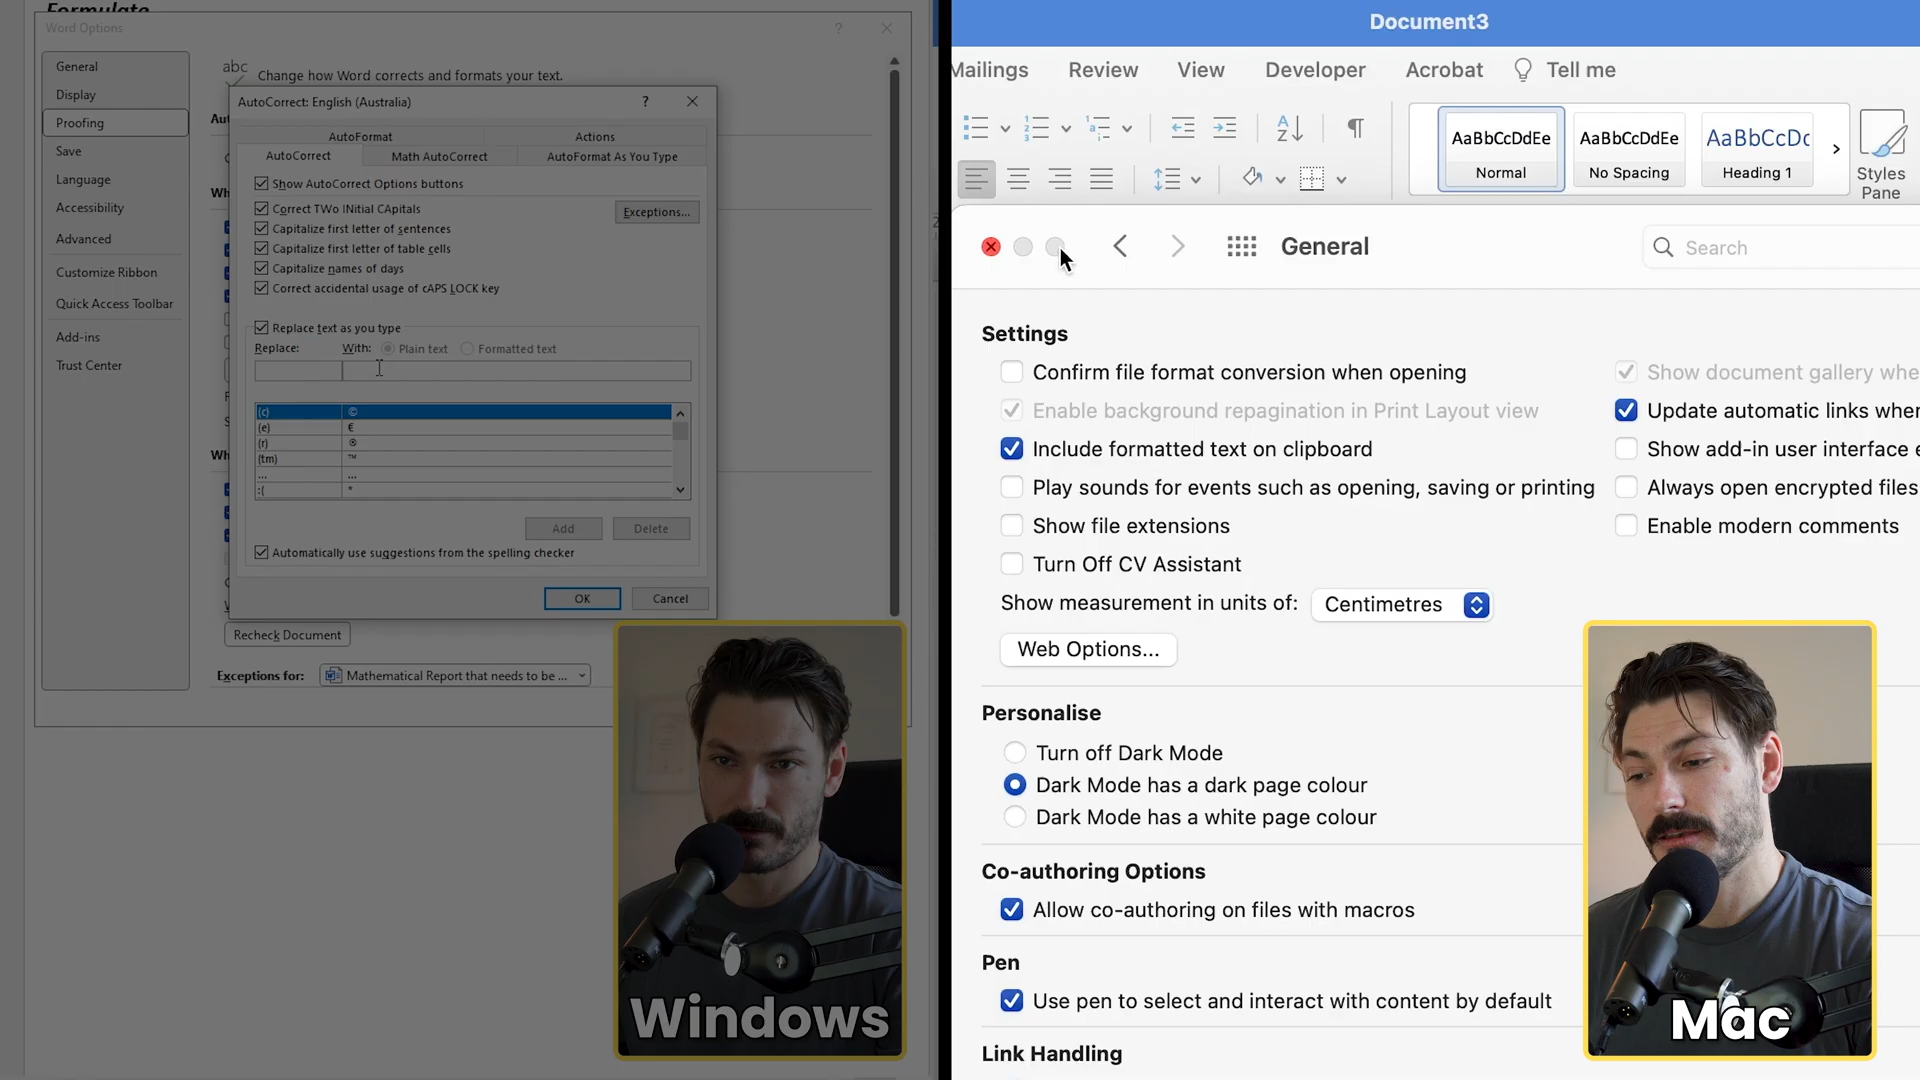 Formulate
Word Options
?
General
Display
Proofing
Save
Language
Accessibility
Advanced
Customize Ribbon
Quick Access Toolbar
Add-ins
Trust Center
abc
Change how Word corrects and formats your text.
AutoCorrect: English (Australia)
?
AutoFormat
Actions
AutoCorrect
Math AutoCorrect
AutoFormat As You Type
Show AutoCorrect Options buttons
Correct TWo INitial CApitals
Exceptions...
Capitalize first letter of sentences
Capitalize first letter of table cells
Capitalize names of days
Correct accidental usage of cAPS LOCK key
Replace text as you type
Replace:
With:
Plain text
Formatted text
(c) ©
(e) €
(r) ®
(tm) ™
... ...
Add
Delete
Automatically use suggestions from the spelling checker
OK
Cancel
Recheck Document
Exceptions for:
Mathematical Report that needs to be ...
Windows
Document3
Mailings
Review
View
Developer
Acrobat
Tell me
AaBbCcDdEe
Normal
AaBbCcDdEe
No Spacing
AaBbCcDc
Heading 1
Styles
Pane
General
Search
Settings
Confirm file format conversion when opening
Enable background repagination in Print Layout view
Include formatted text on clipboard
Play sounds for events such as opening, saving or printing
Show file extensions
Turn Off CV Assistant
Show document gallery whe
Update automatic links wher
Show add-in user interface e
Always open encrypted files
Enable modern comments
Show measurement in units of:
Centimetres
Web Options...
Personalise
Turn off Dark Mode
Dark Mode has a dark page colour
Dark Mode has a white page colour
Co-authoring Options
Allow co-authoring on files with macros
Pen
Use pen to select and interact with content by default
Link Handling
Mac